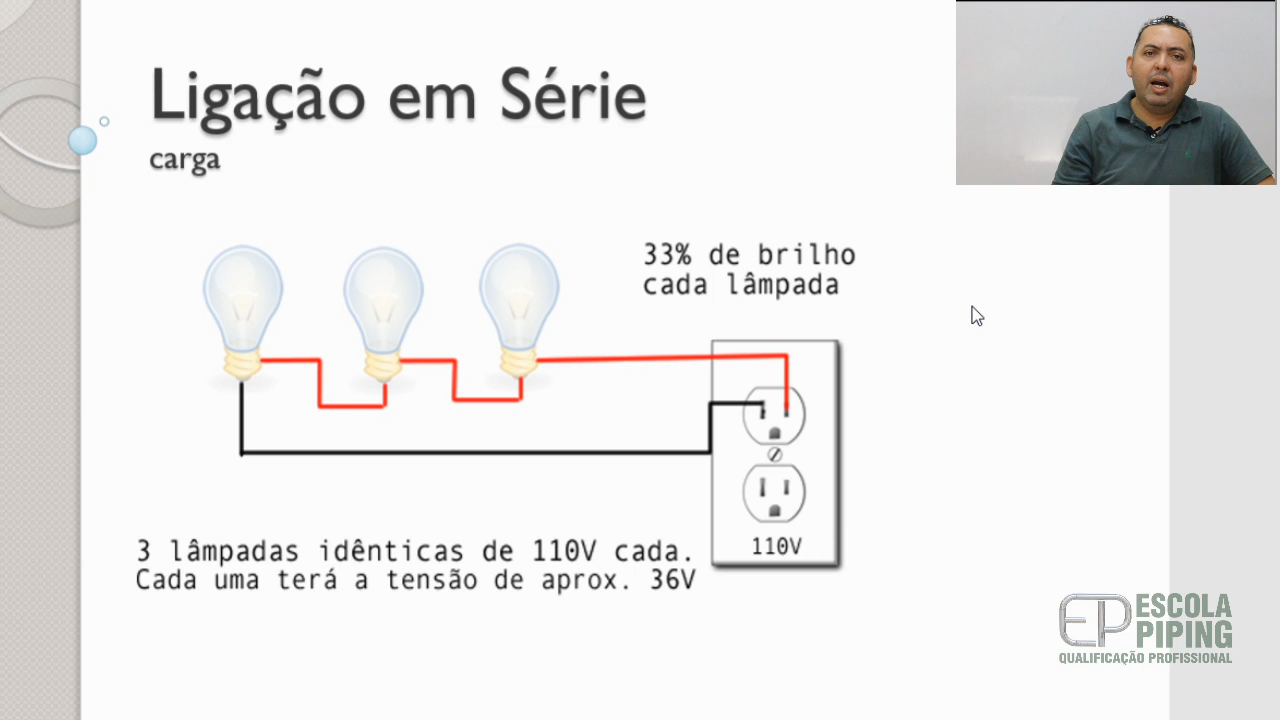 Ligação em Série
carga
33% de brilho
cada lâmpada
110V
3 lâmpadas idênticas de 110V cada.
Cada uma terá a tensão de aprox. 36V
EP ESCOLA
PIPING
QUALIFICAÇÃO PROFISSIONAL